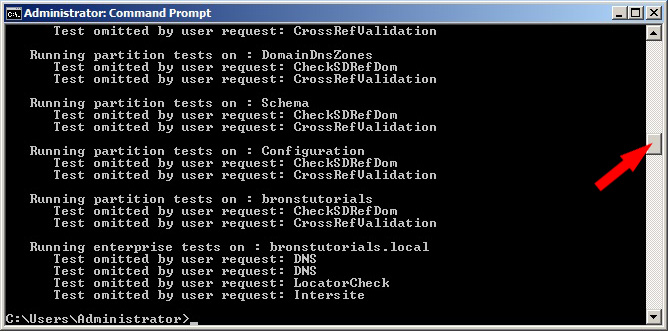 Administrator: Command Prompt
Test omitted by user request: CrossRefValidation
Running partition tests on : DomainDnsZones
Test omitted by user request: CheckSDRefDom
Test omitted by user request: CrossRefValidation
Running partition tests on : Schema
Test omitted by user request: CheckSDRefDom
Test omitted by user request: CrossRefValidation
Running partition tests on : Configuration
Test omitted by user request: CheckSDRefDom
Test omitted by user request: CrossRefValidation
Running partition tests on : bronstutorials
Test omitted by user request: CheckSDRefDom
Test omitted by user request: CrossRefValidation
Running enterprise tests on : bronstutorials.local
Test omitted by user request: DNS
Test omitted by user request: DNS
Test omitted by user request: LocatorCheck
Test omitted by user request: Intersite
C:\Users\Administrator>_